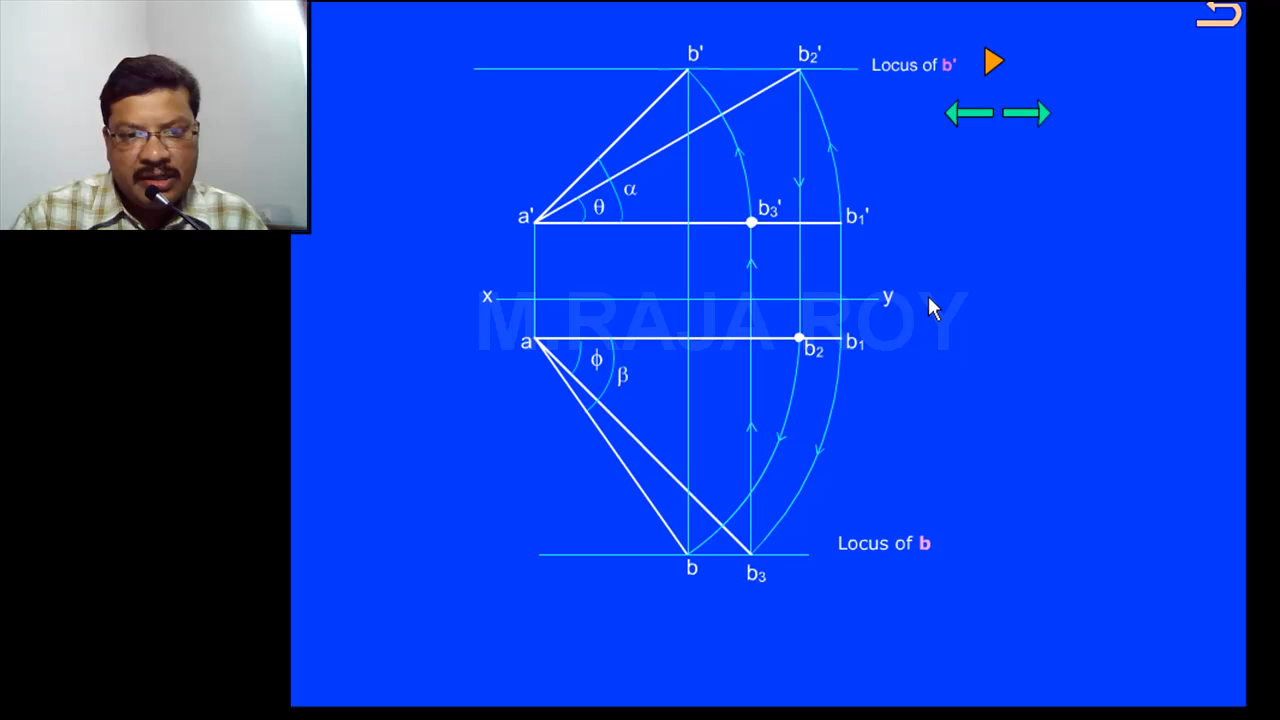 b' b₂' Locus of b'
α
θ
a' b₃' b₁'
x y
M.RAJA ROY
a b₂ b₁
ϕ
β
Locus of b
b b₃